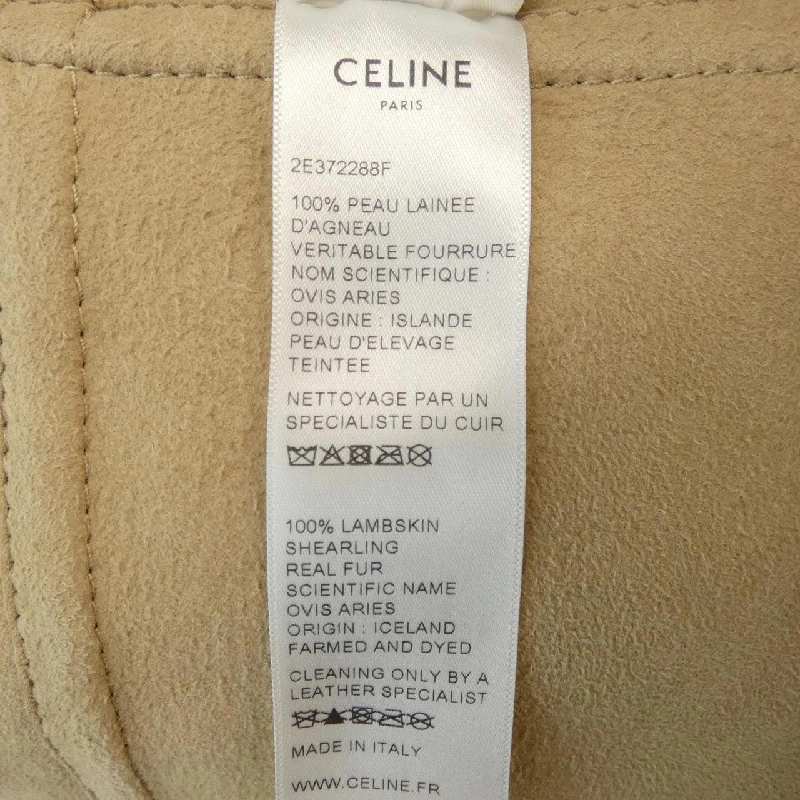 CELINE
PARIS
2E372288F
100% PEAU LAINEE
D'AGNEAU
VERITABLE FOURRURE
NOM SCIENTIFIQUE :
OVIS ARIES
ORIGINE : ISLANDE
PEAU D'ELEVAGE
TEINTEE
NETTOYAGE PAR UN
SPECIALISTE DU CUIR
100% LAMBSKIN
SHEARLING
REAL FUR
SCIENTIFIC NAME
OVIS ARIES
ORIGIN : ICELAND
FARMED AND DYED
CLEANING ONLY BY A
LEATHER SPECIALIST
MADE IN ITALY
WWW.CELINE.FR